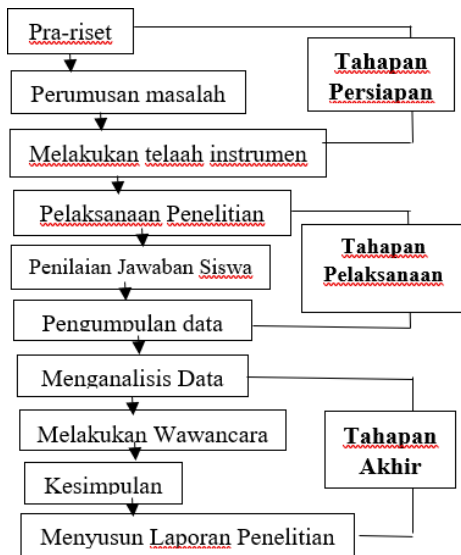 Pra-riset
Perumusan masalah
Melakukan telaah instrumen
Tahapan
Persiapan
Pelaksanaan Penelitian
Penilaian Jawaban Siswa
Pengumpulan data
Tahapan
Pelaksanaan
Menganalisis Data
Melakukan Wawancara
Kesimpulan
Menyusun Laporan Penelitian
Tahapan
Akhir